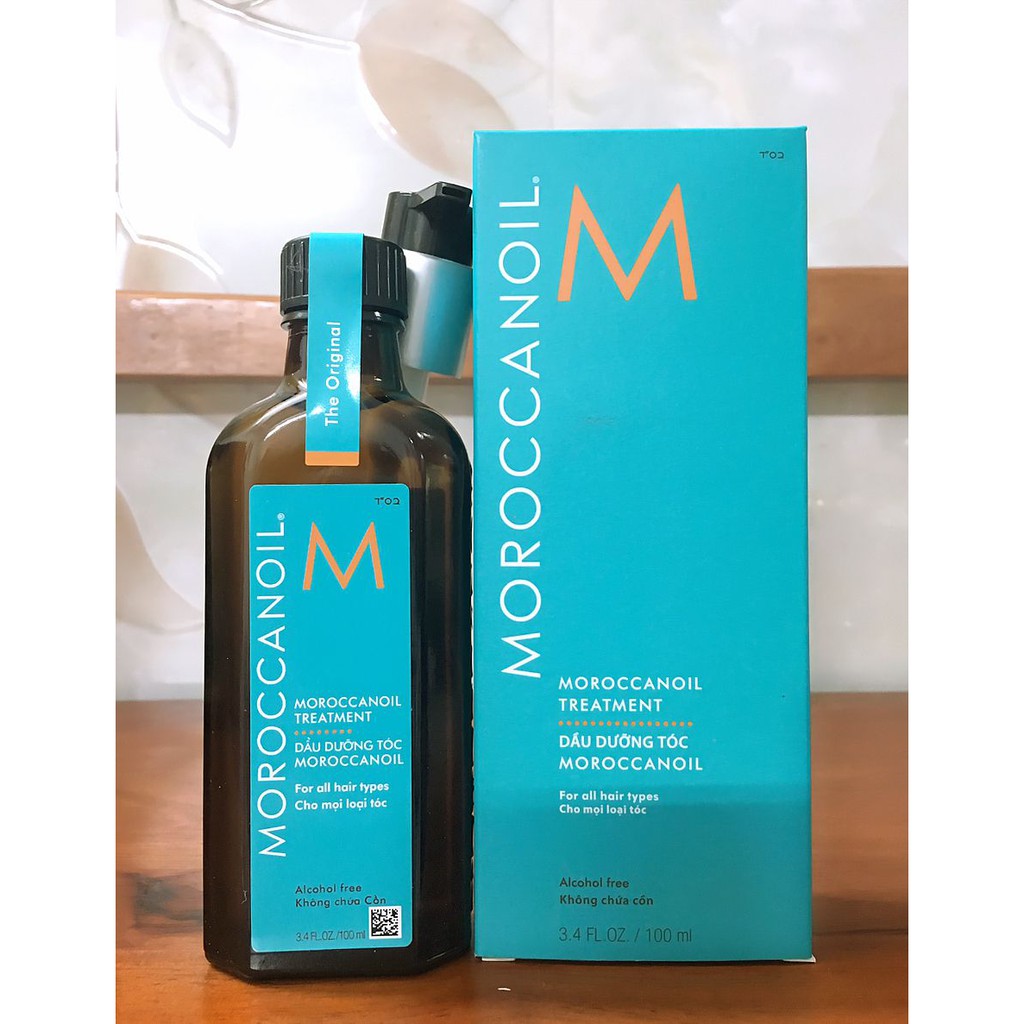 The Original
בס"ד
M
MOROCCANOIL®
MOROCCANOIL
TREATMENT
DẦU DƯỠNG TÓC
MOROCCANOIL
For all hair types
Cho mọi loại tóc
Alcohol free
Không chứa Cồn
3.4 FL.OZ./100 ml
בס"ד
M
MOROCCANOIL®
MOROCCANOIL
TREATMENT
DẦU DƯỠNG TÓC
MOROCCANOIL
For all hair types
Cho mọi loại tóc
Alcohol free
Không chứa cồn
3.4 FL.OZ. / 100 ml